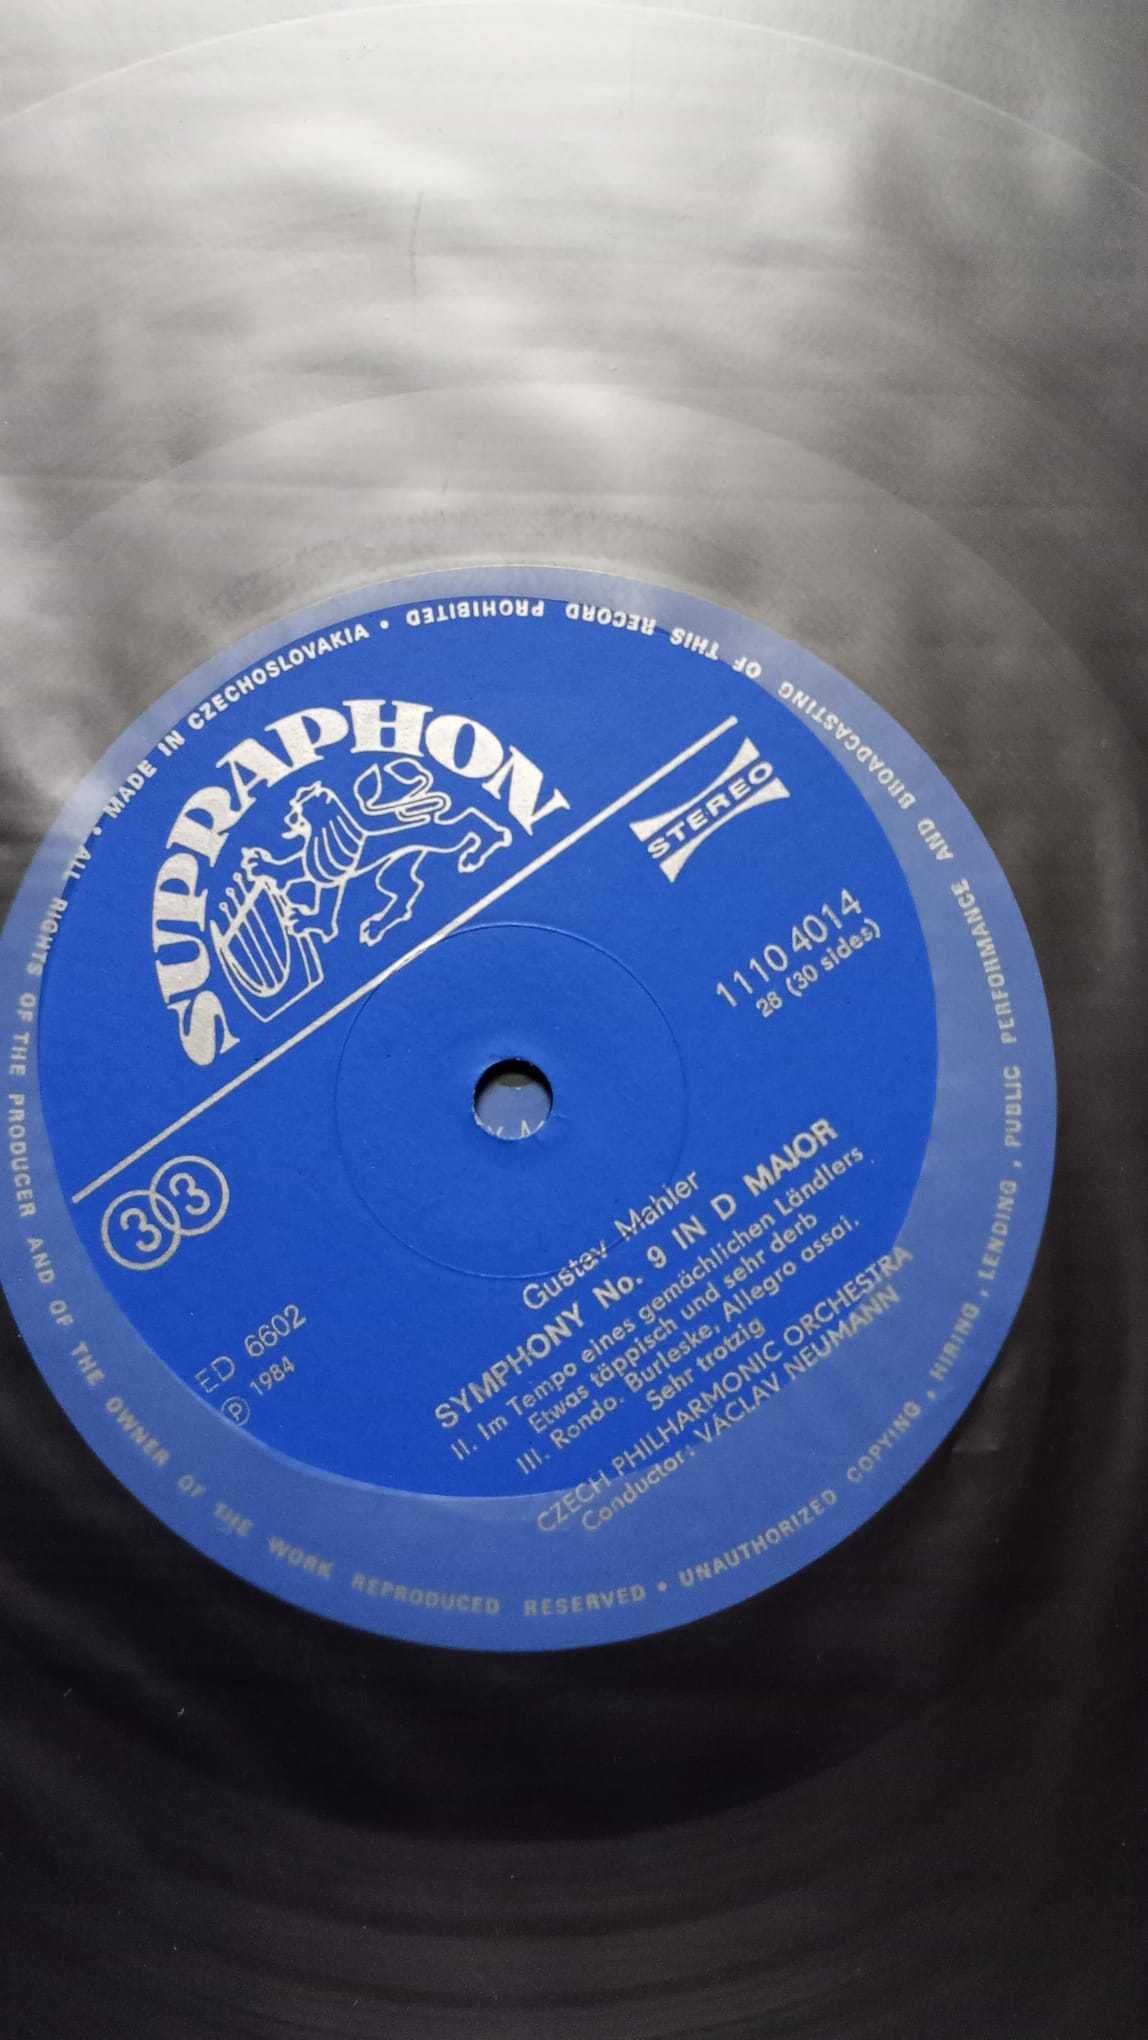 MADE IN CZECHOSLOVAKIA • ALL RIGHTS OF THE PRODUCER AND OF THE OWNER OF THE WORK REPRODUCED RESERVED • UNAUTHORIZED COPYING, HIRING, LENDING, PUBLIC PERFORMANCE AND BROADCASTING OF THIS RECORD PROHIBITED •
SUPRAPHON
STEREO
1110 4014
28 (30 sides)
33
ED 6602
Ⓟ 1984
Gustav Mahler
SYMPHONY No. 9 IN D MAJOR
II. Im Tempo eines gemächlichen Ländlers
Etwas täppisch und sehr derb
III. Rondo. Burleske, Allegro assai.
Sehr trotzig
CZECH PHILHARMONIC ORCHESTRA
Conductor: VÁCLAV NEUMANN